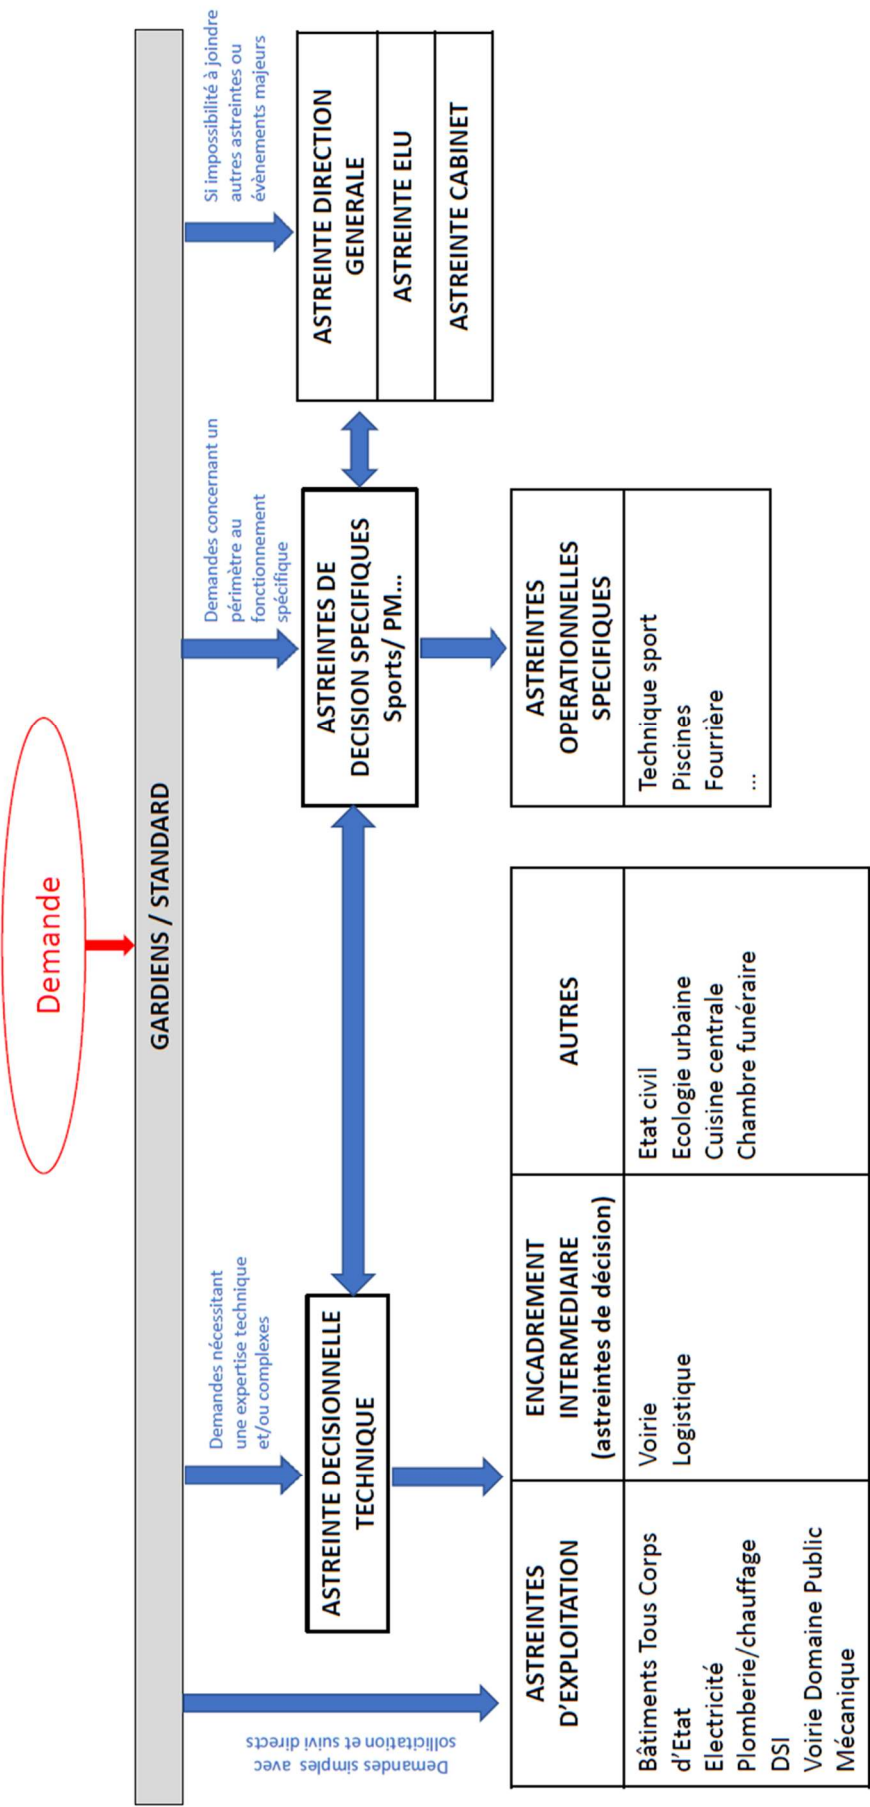 Demande
GARDIENS / STANDARD
Demandes simples avec
sollicitation et suivi directs
Demandes nécessitant
une expertise technique
et/ou complexes
Demandes concernant un
périmètre au
fonctionnement
spécifique
Si impossibilité à joindre
autres astreintes ou
évènements majeurs
ASTREINTE DECISIONNELLE
TECHNIQUE
ASTREINTES DE
DECISION SPECIFIQUES
Sports/ PM...
ASTREINTE DIRECTION
GENERALE
ASTREINTE ELU
ASTREINTE CABINET
ASTREINTES
D'EXPLOITATION
Bâtiments Tous Corps
d'Etat
Electricité
Plomberie/chauffage
DSI
Voirie Domaine Public
Mécanique
ENCADREMENT
INTERMEDIAIRE
(astreintes de décision)
Voirie
Logistique
AUTRES
Etat civil
Ecologie urbaine
Cuisine centrale
Chambre funéraire
ASTREINTES
OPERATIONNELLES
SPECIFIQUES
Technique sport
Piscines
Fourrière
...